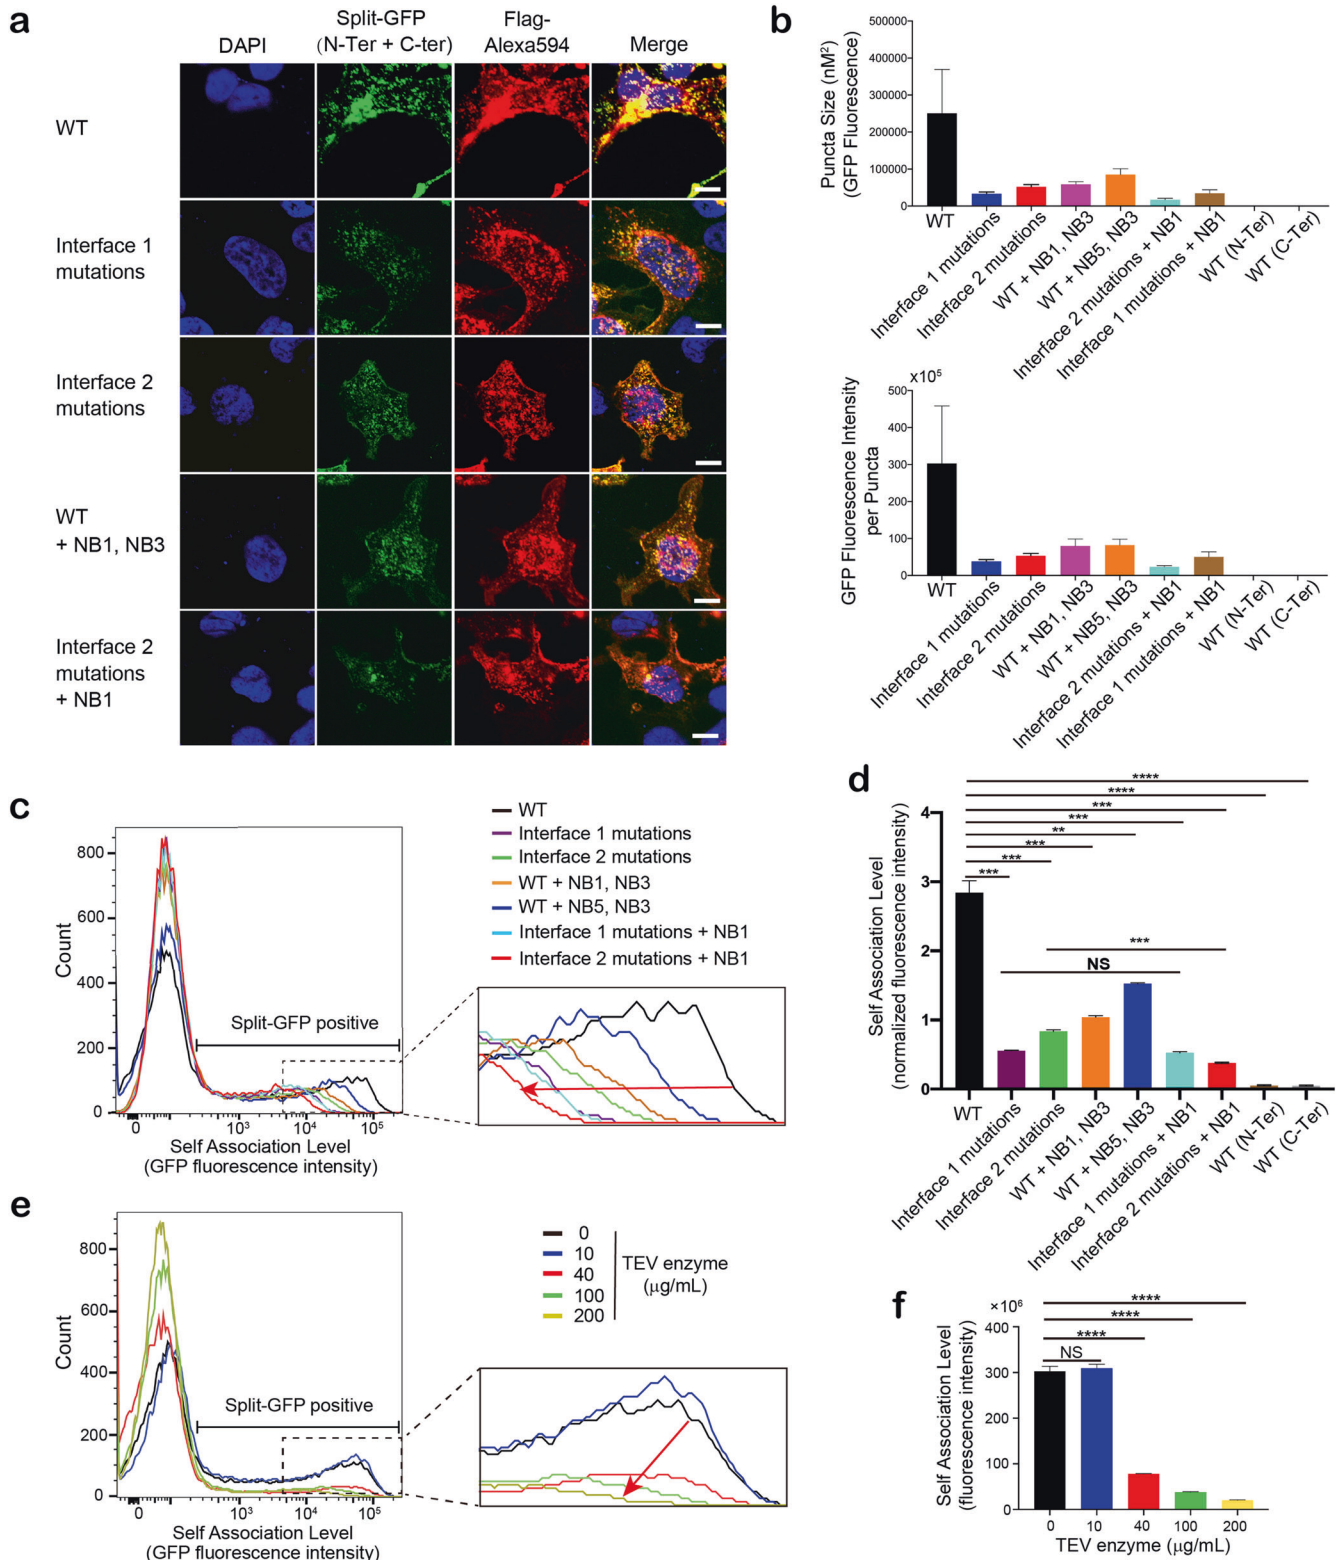 a
DAPI
Split-GFP
(N-Ter + C-ter)
Flag-
Alexa594
Merge
WT
Interface 1
mutations
Interface 2
mutations
WT
+ NB1, NB3
Interface 2
mutations
+ NB1
b
Puncta Size (nM²)
(GFP Fluorescence)
500000
400000
300000
200000
100000
0
WT
Interface 1 mutations
Interface 2 mutations
WT + NB1, NB3
WT + NB5, NB3
Interface 2 mutations + NB1
Interface 1 mutations + NB1
WT (N-Ter)
WT (C-Ter)
GFP Fluorescence Intensity
per Puncta
x10⁵
500
400
300
200
100
0
WT
Interface 1 mutations
Interface 2 mutations
WT + NB1, NB3
WT + NB5, NB3
Interface 2 mutations + NB1
Interface 1 mutations + NB1
WT (N-Ter)
WT (C-Ter)
c
Count
800
600
400
200
0
Split-GFP positive
0
10³
10⁴
10⁵
Self Association Level
(GFP fluorescence intensity)
WT
Interface 1 mutations
Interface 2 mutations
WT + NB1, NB3
WT + NB5, NB3
Interface 1 mutations + NB1
Interface 2 mutations + NB1
d
Self Association Level
(normalized fluorescence intensity)
4
3
2
1
0
****
****
***
***
**
***
***
***
***
NS
WT
Interface 1 mutations
Interface 2 mutations
WT + NB1, NB3
WT + NB5, NB3
Interface 1 mutations + NB1
Interface 2 mutations + NB1
WT (N-Ter)
WT (C-Ter)
e
Count
800
600
400
200
0
Split-GFP positive
0
10³
10⁴
10⁵
Self Association Level
(GFP fluorescence intensity)
0
10
40
100
200
TEV enzyme
(μg/mL)
f
Self Association Level
(fluorescence intensity)
×10⁶
400
300
200
100
0
****
****
****
NS
0
10
40
100
200
TEV enzyme (μg/mL)